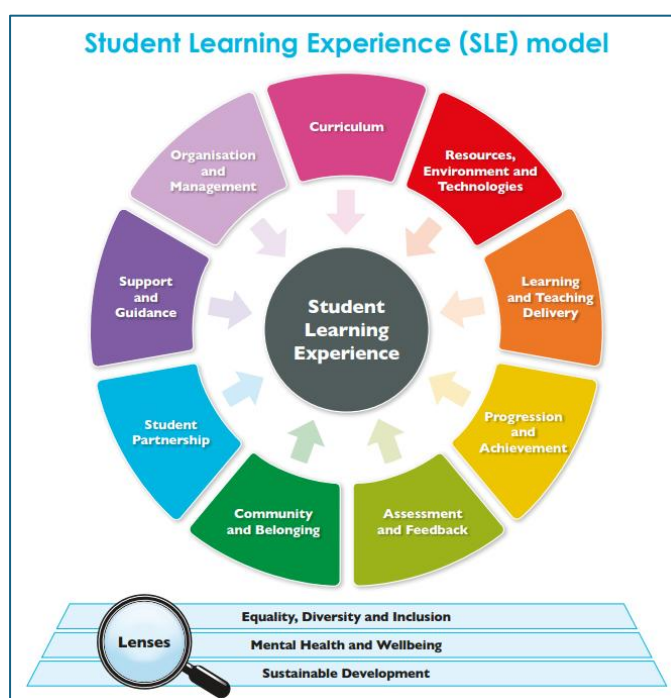 Student Learning Experience (SLE) model
Curriculum
Resources,
Environment and
Technologies
Learning
and Teaching
Delivery
Progression
and
Achievement
Assessment
and Feedback
Community
and Belonging
Student
Partnership
Support
and
Guidance
Organisation
and
Management
Student
Learning
Experience
Lenses
Equality, Diversity and Inclusion
Mental Health and Wellbeing
Sustainable Development